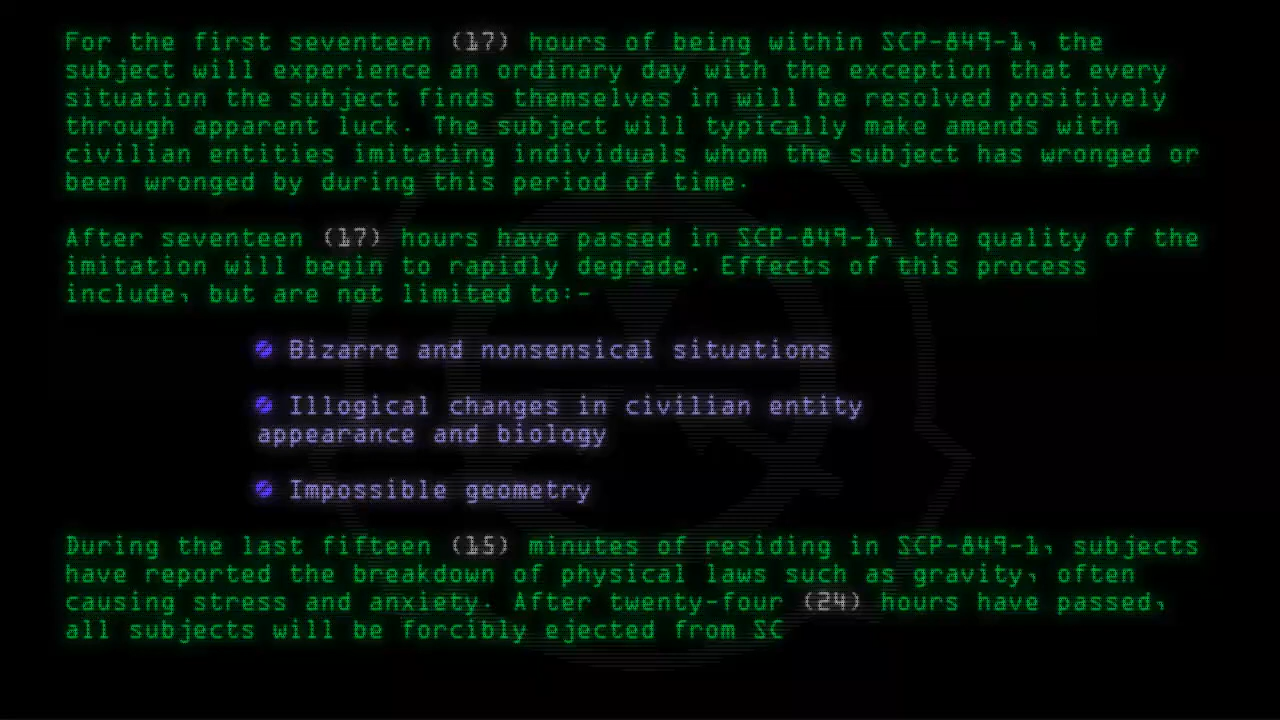 For the first seventeen (17) hours of being within SCP-849-1, the
subject will experience an ordinary day with the exception that every
situation the subject finds themselves in will be resolved positively
through apparent luck. The subject will typically make amends with
civilian entities imitating individuals whom the subject has wronged or
been wronged by during this period of time.
After seventeen (17) hours have passed in SCP-849-1, the quality of the
imitation will begin to rapidly degrade. Effects of this process
include, but are not limited to:-
Bizarre and nonsensical situations
Illogical changes in civilian entity
appearance and biology
Impossible geometry
During the last fifteen (15) minutes of residing in SCP-849-1, subjects
have reported the breakdown of physical laws such as gravity, often
causing stress and anxiety. After twenty-four (24) hours have passed,
all subjects will be forcibly ejected from SC